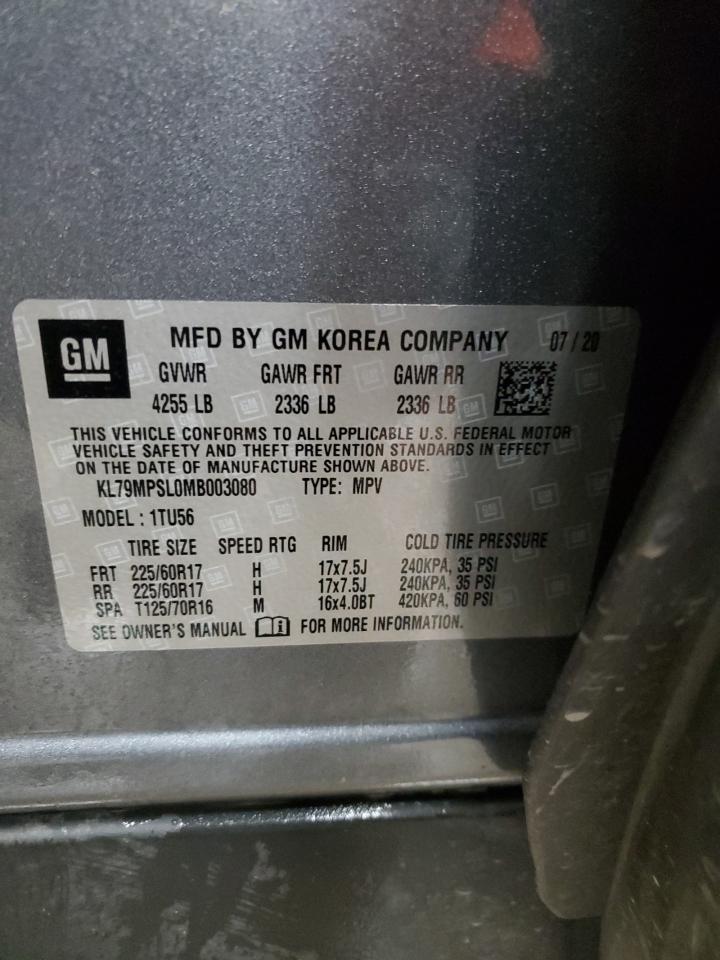 GM
MFD BY GM KOREA COMPANY 07/20
GVWR GAWR FRT GAWR RR
4255 LB 2336 LB 2336 LB
THIS VEHICLE CONFORMS TO ALL APPLICABLE U.S. FEDERAL MOTOR
VEHICLE SAFETY AND THEFT PREVENTION STANDARDS IN EFFECT
ON THE DATE OF MANUFACTURE SHOWN ABOVE.
KL79MPSL0MB003080 TYPE: MPV
MODEL : 1TU56
TIRE SIZE SPEED RTG RIM COLD TIRE PRESSURE
FRT 225/60R17 H 17x7.5J 240KPA, 35 PSI
RR 225/60R17 H 17x7.5J 240KPA, 35 PSI
SPA T125/70R16 M 16x4.0BT 420KPA, 60 PSI
SEE OWNER'S MANUAL FOR MORE INFORMATION.